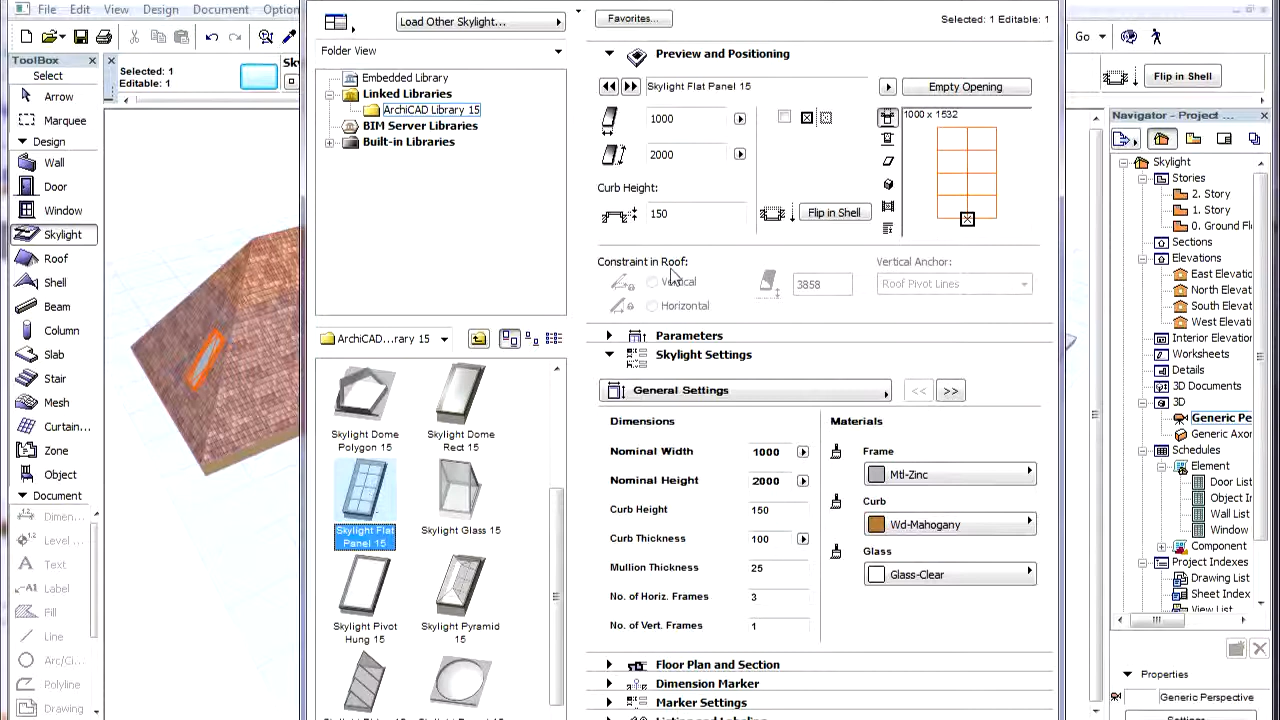 File Edit View Design Document Options
ToolBox
Select
Arrow
Marquee
Design
Wall
Door
Window
Skylight
Roof
Shell
Beam
Column
Slab
Stair
Mesh
Curtain...
Zone
Object
Document
Dimen...
Level ...
Text
Label
Fill
Line
Arc/Ci...
Polyline
Drawing
Selected: 1
Editable: 1
Load Other Skylight...
Folder View
Embedded Library
Linked Libraries
ArchiCAD Library 15
BIM Server Libraries
Built-in Libraries
ArchiCAD...rary 15
Skylight Dome
Polygon 15
Skylight Dome
Rect 15
Skylight Flat
Panel 15
Skylight Glass 15
Skylight Pivot
Hung 15
Skylight Pyramid
15
Favorites...
Selected: 1 Editable: 1
Preview and Positioning
Skylight Flat Panel 15
Empty Opening
1000
2000
1000 x 1532
Curb Height:
150
Flip in Shell
Constraint in Roof:
Vertical
Horizontal
3858
Vertical Anchor:
Roof Pivot Lines
Parameters
Skylight Settings
General Settings
<<
>>
Dimensions
Nominal Width 1000
Nominal Height 2000
Curb Height 150
Curb Thickness 100
Mullion Thickness 25
No. of Horiz. Frames 3
No. of Vert. Frames 1
Materials
Frame
Mtl-Zinc
Curb
Wd-Mahogany
Glass
Glass-Clear
Floor Plan and Section
Dimension Marker
Marker Settings
Go
Flip in Shell
Navigator - Project ...
Skylight
Stories
2. Story
1. Story
0. Ground Fl
Sections
Elevations
East Elevatio
North Elevat
South Elevat
West Elevat
Interior Elevatio
Worksheets
Details
3D Documents
3D
Generic Pe
Generic Axon
Schedules
Element
Door List
Object In
Wall List
Window
Component
Project Indexes
Drawing List
Sheet Index
View List
Properties
Generic Perspective